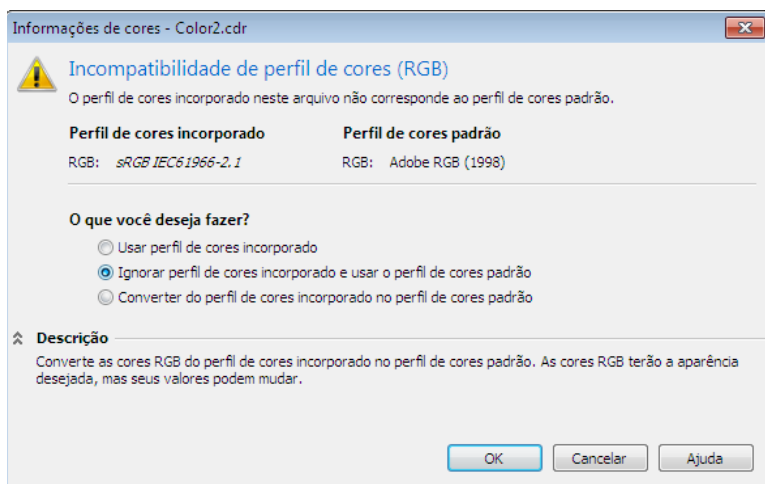 Informações de cores - Color2.cdr
Incompatibilidade de perfil de cores (RGB)
O perfil de cores incorporado neste arquivo não corresponde ao perfil de cores padrão.
Perfil de cores incorporado Perfil de cores padrão
RGB: sRGB IEC61966-2.1 RGB: Adobe RGB (1998)
O que você deseja fazer?
Usar perfil de cores incorporado
Ignorar perfil de cores incorporado e usar o perfil de cores padrão
Converter do perfil de cores incorporado no perfil de cores padrão
Descrição
Converte as cores RGB do perfil de cores incorporado no perfil de cores padrão. As cores RGB terão a aparência
desejada, mas seus valores podem mudar.
OK Cancelar Ajuda